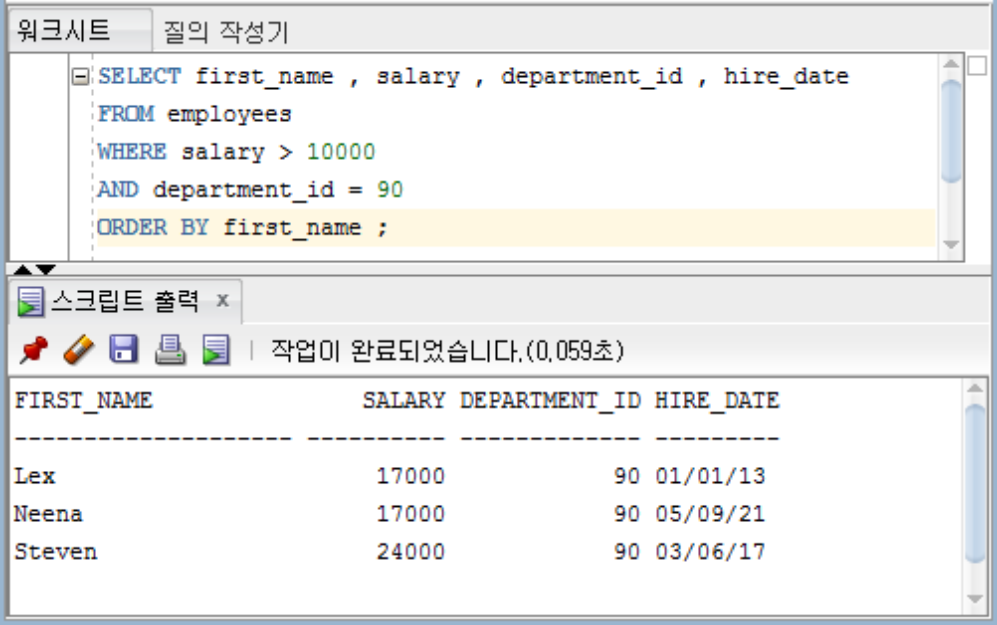 워크시트 질의 작성기
SELECT first_name , salary , department_id , hire_date
FROM employees
WHERE salary > 10000
AND department_id = 90
ORDER BY first_name ;
스크립트 출력 x
작업이 완료되었습니다.(0.059초)
FIRST_NAME SALARY DEPARTMENT_ID HIRE_DATE
-------------------- ---------- ------------- ---------
Lex 17000 90 01/01/13
Neena 17000 90 05/09/21
Steven 24000 90 03/06/17